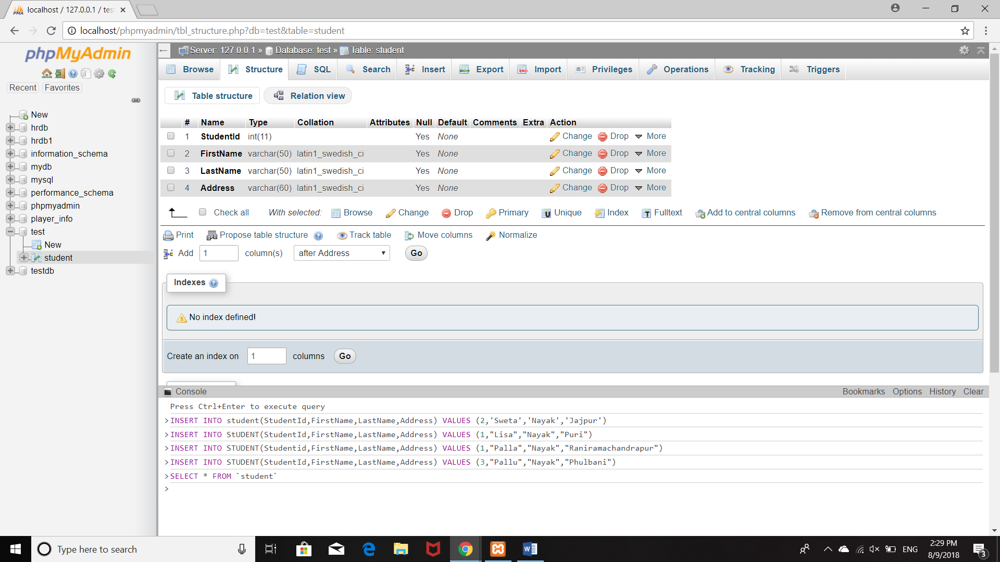 localhost / 127.0.0.1 / tes
localhost/phpmyadmin/tbl_structure.php?db=test&table=student
phpMyAdmin
Recent Favorites
New
hrdb
hrdb1
information_schema
mydb
mysql
performance_schema
phpmyadmin
player_info
test
New
student
testdb
Server: 127.0.0.1 » Database: test » Table: student
Browse Structure SQL Search Insert Export Import Privileges Operations Tracking Triggers
Table structure Relation view
# Name Type Collation Attributes Null Default Comments Extra Action
1 StudentId int(11) Yes None Change Drop More
2 FirstName varchar(50) latin1_swedish_ci Yes None Change Drop More
3 LastName varchar(50) latin1_swedish_ci Yes None Change Drop More
4 Address varchar(60) latin1_swedish_ci Yes None Change Drop More
Check all With selected: Browse Change Drop Primary Unique Index Fulltext Add to central columns Remove from central columns
Print Propose table structure Track table Move columns Normalize
Add 1 column(s) after Address Go
Indexes
No index defined!
Create an index on 1 columns Go
Console Bookmarks Options History Clear
Press Ctrl+Enter to execute query
>INSERT INTO student(StudentId,FirstName,LastName,Address) VALUES (2,'Sweta','Nayak','Jajpur')
>INSERT INTO StUDENT(StudentId,FirstName,LastName,Address) VALUES (1,"Lisa","Nayak","Puri")
>INSERT INTO STUDENT(Studentid,FirstName,LastName,Address) VALUES (1,"Palla","Nayak","Raniramachandrapur")
>INSERT INTO STUDENT(StudentId,FirstName,LastName,Address) VALUES (3,"Pallu","Nayak","Phulbani")
>SELECT * FROM `student`
>
Type here to search
ENG
2:29 PM
8/9/2018
3